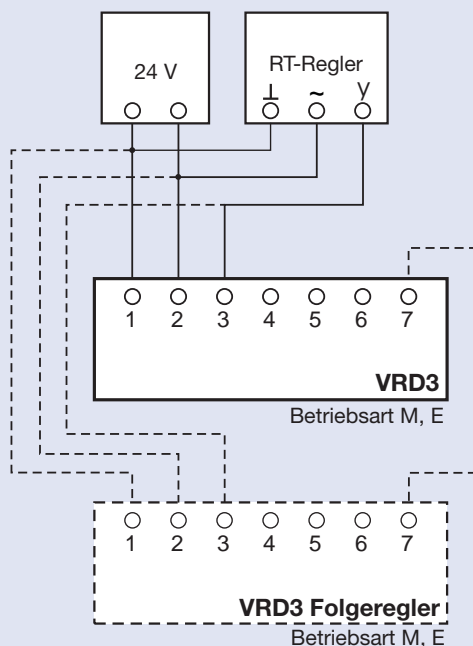 24 V
RT-Regler
⊥ ~ y
1 2 3 4 5 6 7
VRD3
Betriebsart M, E
1 2 3 4 5 6 7
VRD3 Folgeregler
Betriebsart M, E